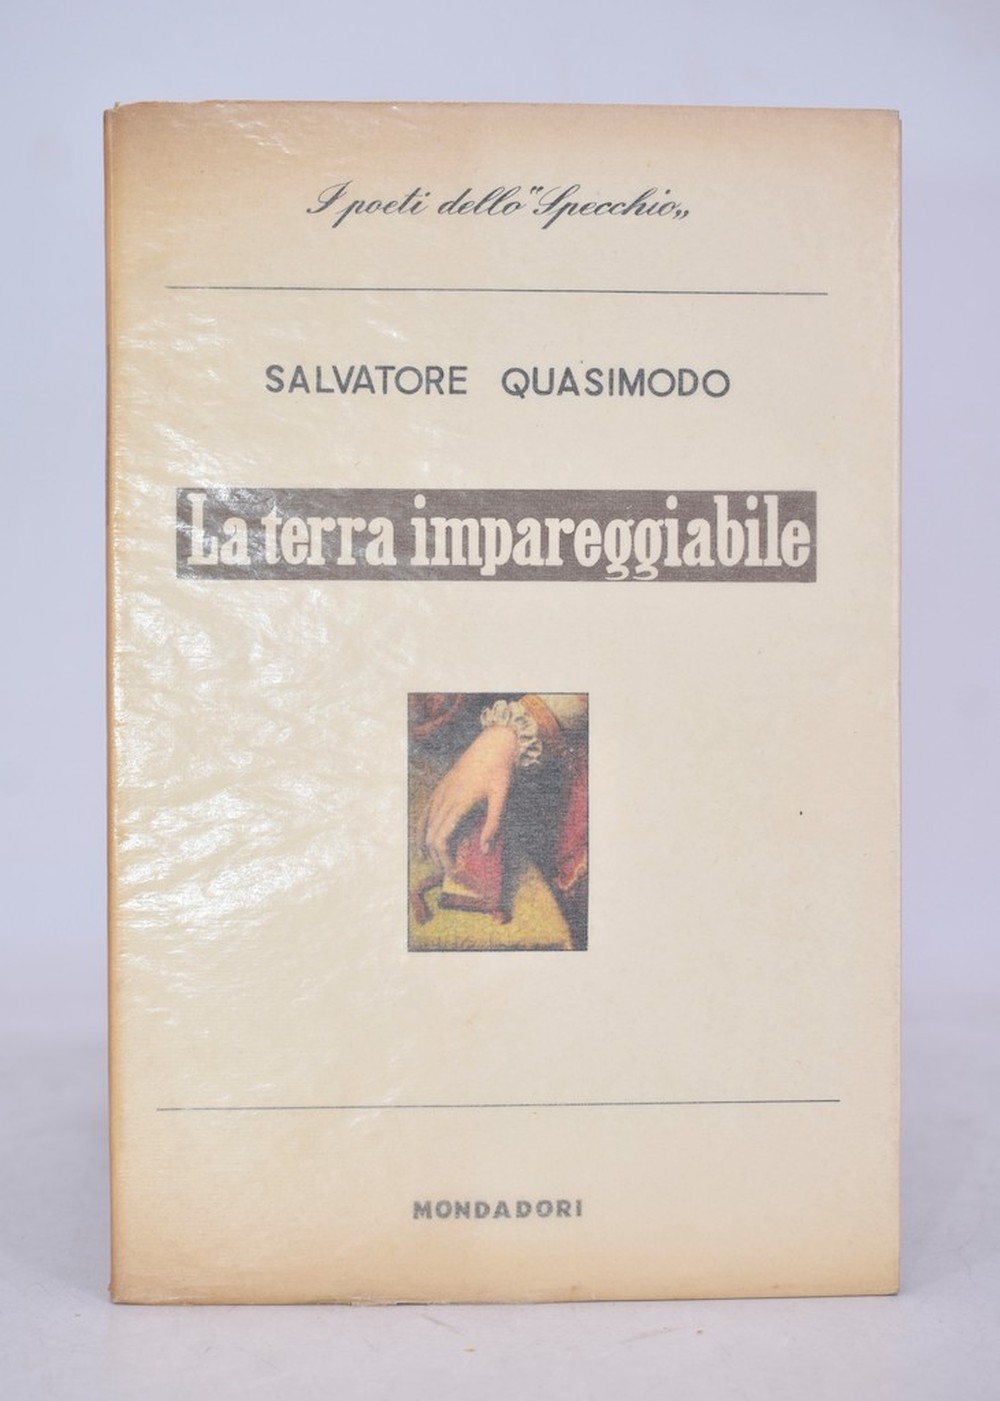 I poeti dello "Specchio„
SALVATORE QUASIMODO
La terra impareggiabile
MONDADORI